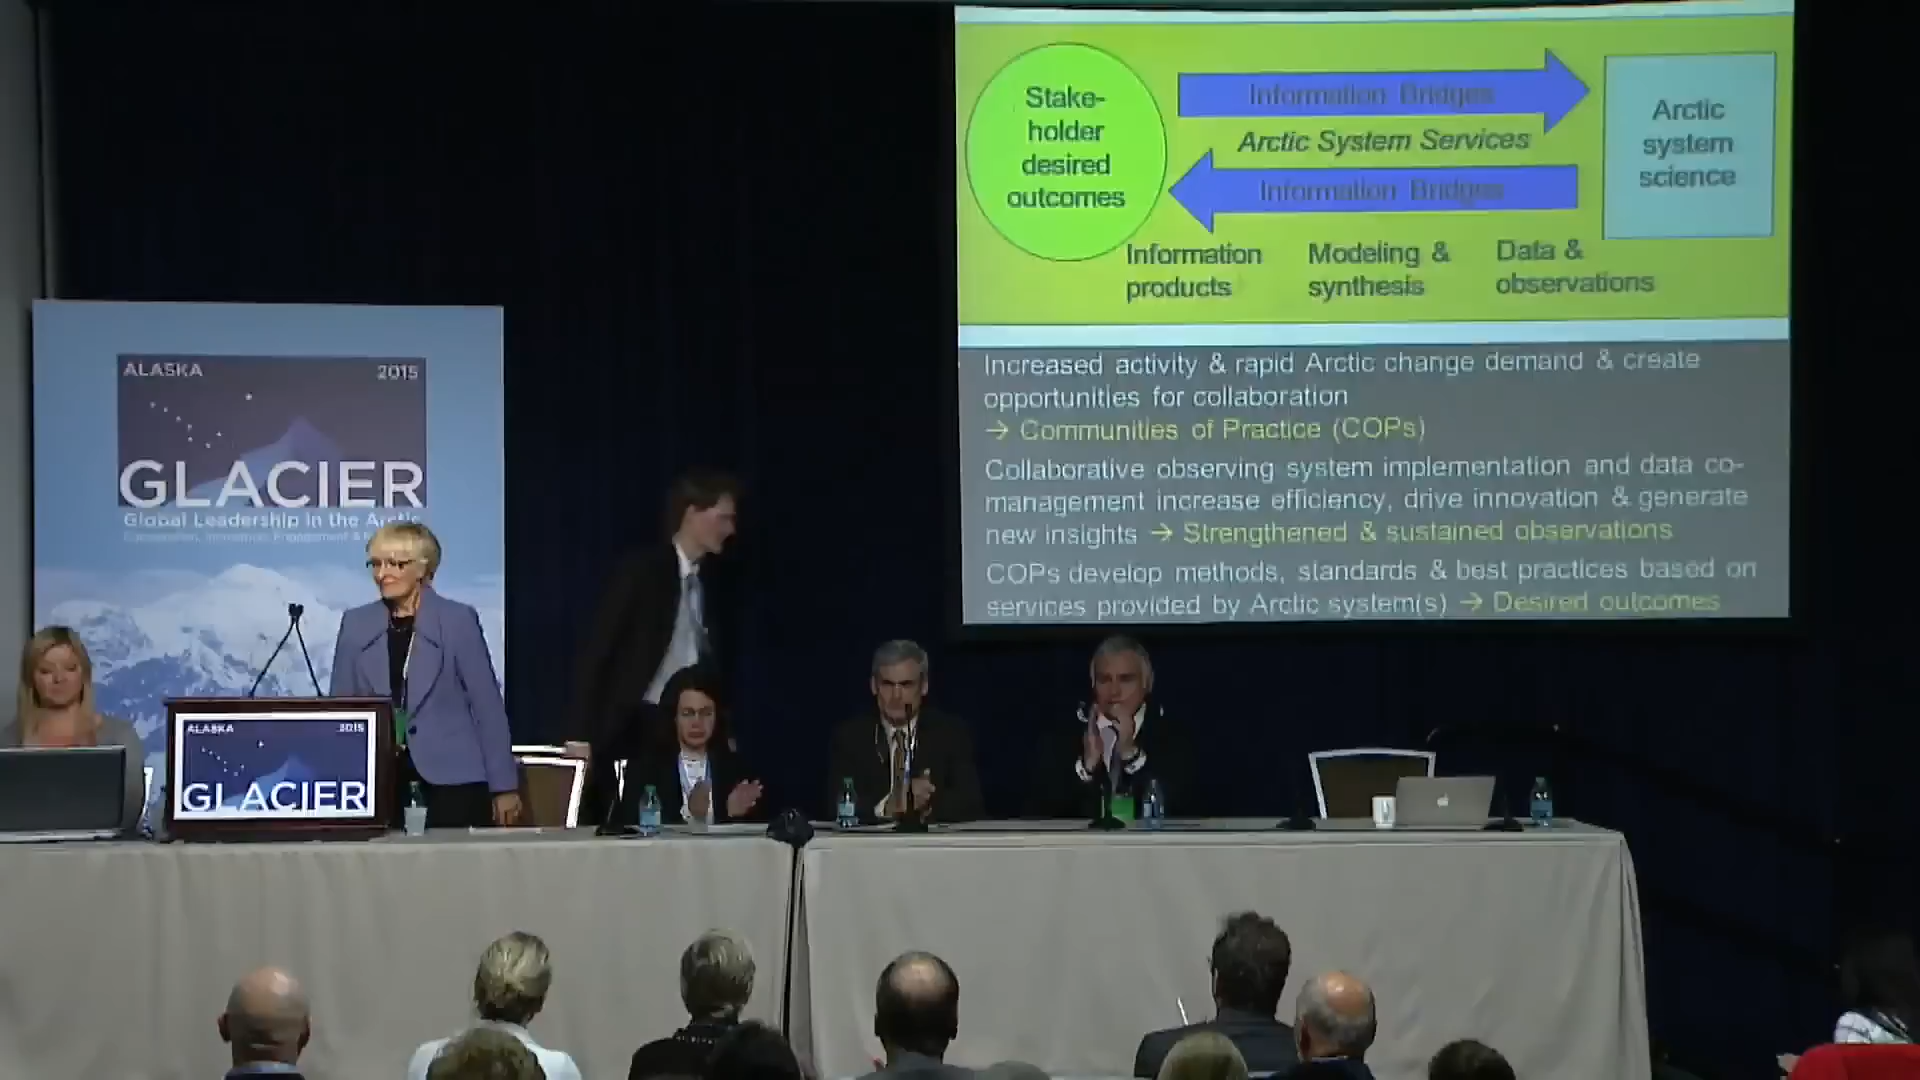 Stake-
holder
desired
outcomes
Information Bridges
Arctic System Services
Information Bridges
Arctic
system
science
Information
products
Modeling &
synthesis
Data &
observations
Increased activity & rapid Arctic change demand & create
opportunities for collaboration
→ Communities of Practice (COPs)
Collaborative observing system implementation and data co-
management increase efficiency, drive innovation & generate
new insights → Strengthened & sustained observations
COPs develop methods, standards & best practices based on
services provided by Arctic system(s) → Desired outcomes
ALASKA 2015
GLACIER
Global Leadership in the Arctic
ALASKA 2015
GLACIER